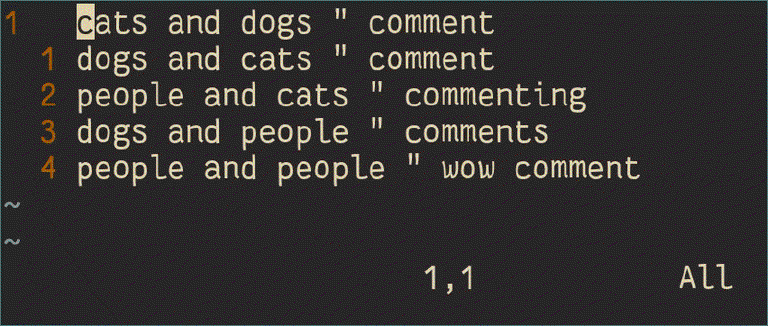 1 cats and dogs " comment
1 dogs and cats " comment
2 people and cats " commenting
3 dogs and people " comments
4 people and people " wow comment
~
~
1,1 All